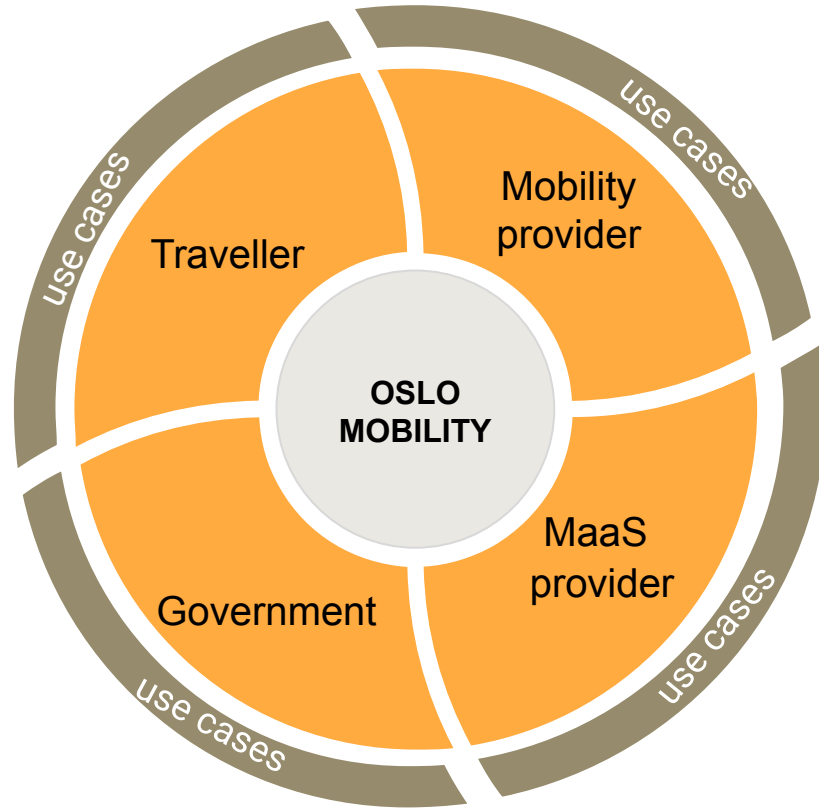 use cases
Mobility
provider
use cases
Traveller
OSLO
MOBILITY
MaaS
provider
Government
use cases
use cases